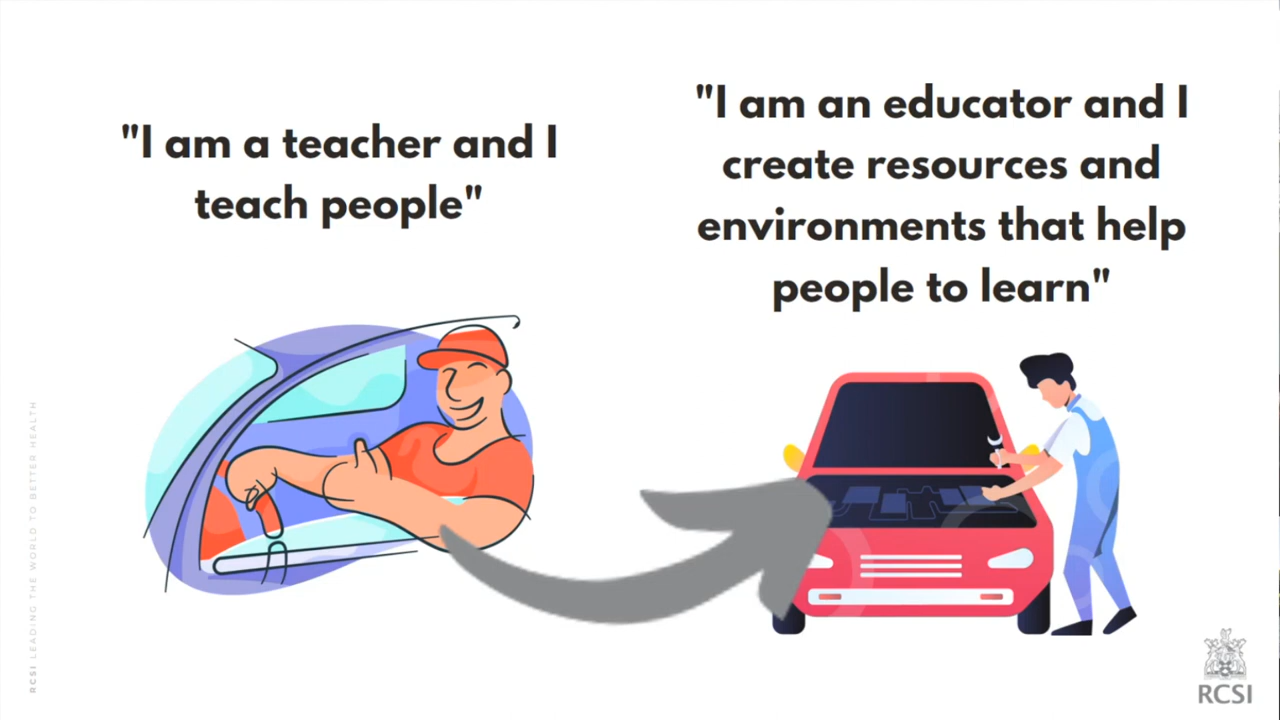 "I am a teacher and I
teach people"
"I am an educator and I
create resources and
environments that help
people to learn"
RCSI LEADING THE WORLD TO BETTER HEALTH
RCSI